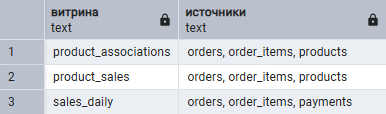 витрина источники
text text
1 product_associations orders, order_items, products
2 product_sales orders, order_items, products
3 sales_daily orders, order_items, payments